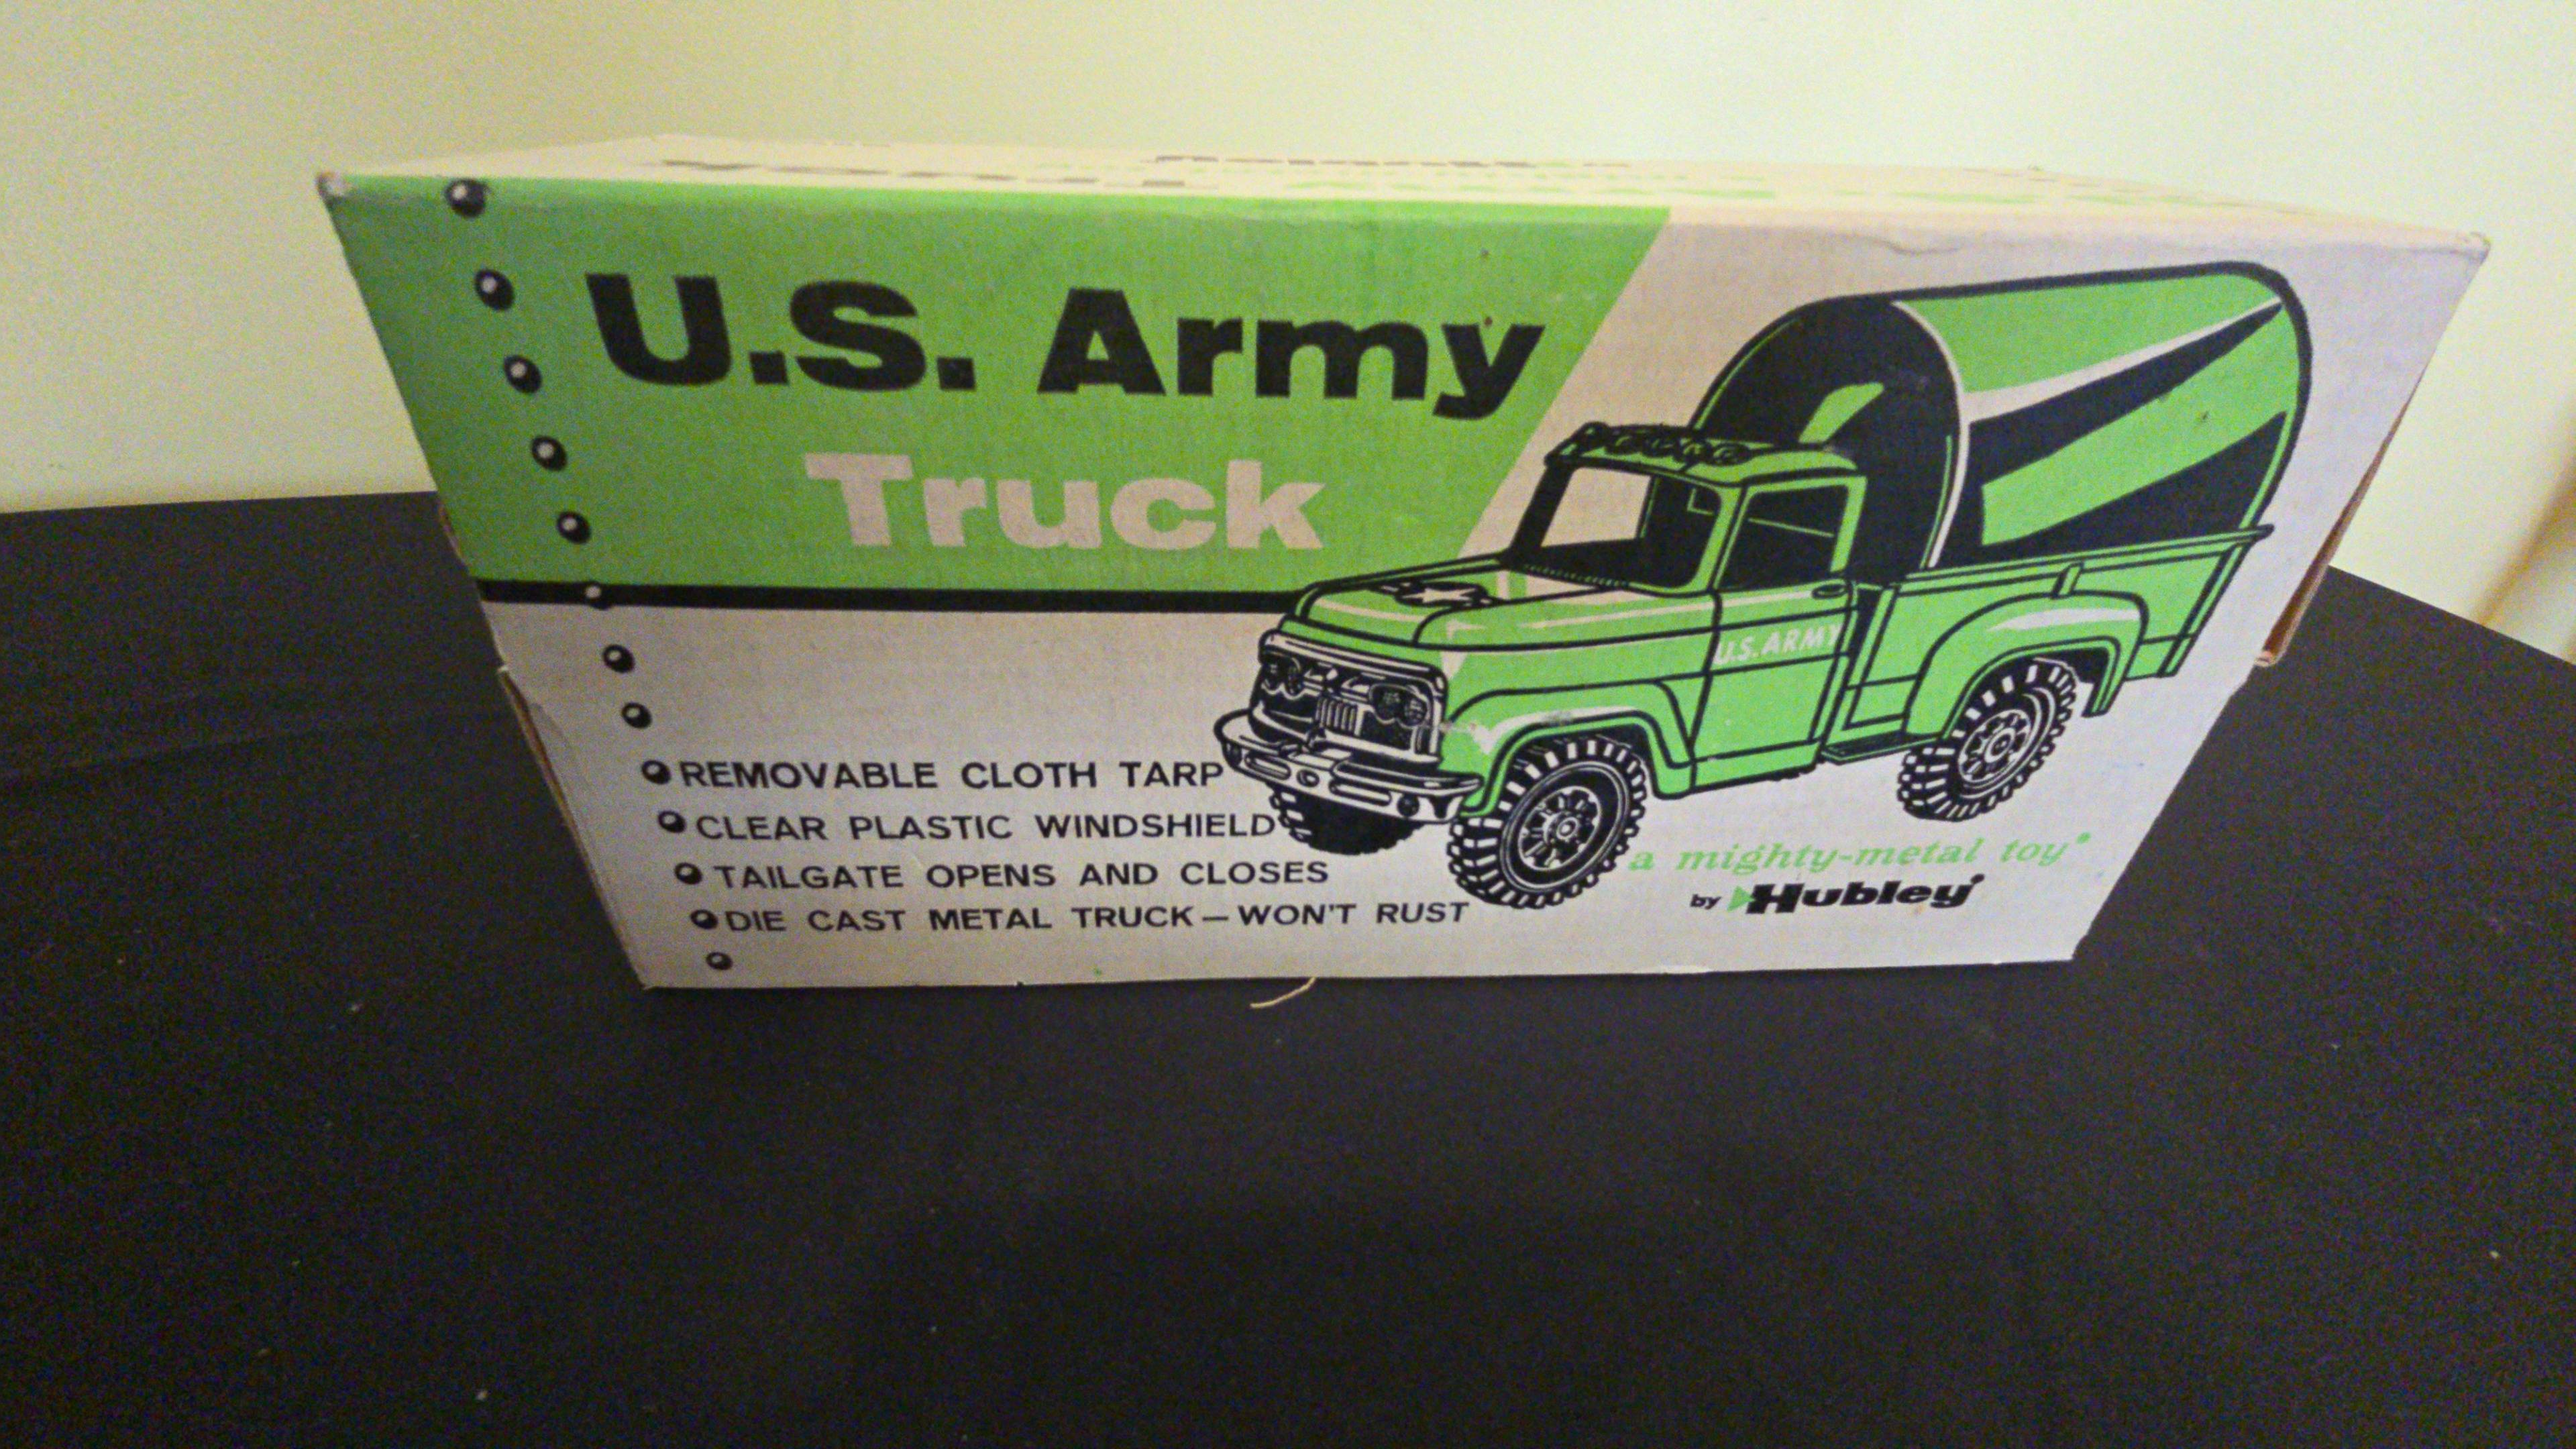 U.S. Army
Truck
U.S. ARMY
REMOVABLE CLOTH TARP
CLEAR PLASTIC WINDSHIELD
TAILGATE OPENS AND CLOSES
DIE CAST METAL TRUCK — WON'T RUST
a mighty-metal toy
by Hubley